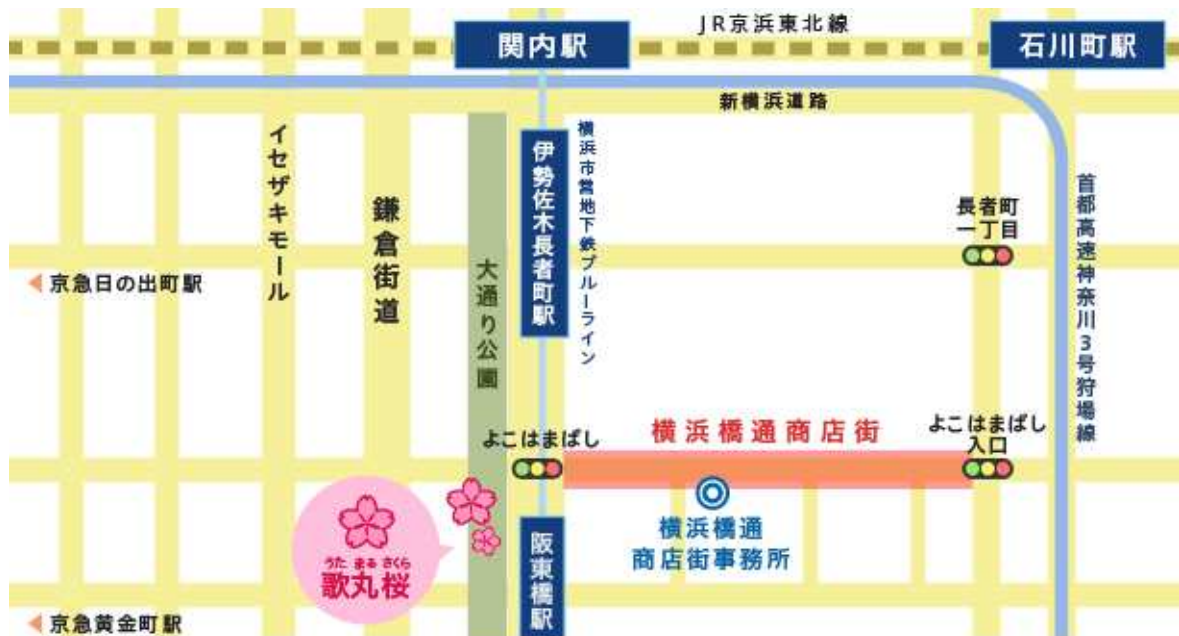 JR京浜東北線
関内駅
石川町駅
新横浜道路
イセザキモール
鎌倉街道
大通り公園
伊勢佐木長者町駅
横浜市営地下鉄ブルーライン
長者町
一丁目
首都高速神奈川3号狩場線
京急日の出町駅
横浜橋通商店街
よこはまばし
よこはまばし
入口
横浜橋通
商店街事務所
うた まる さくら
歌丸桜
阪東橋駅
京急黄金町駅